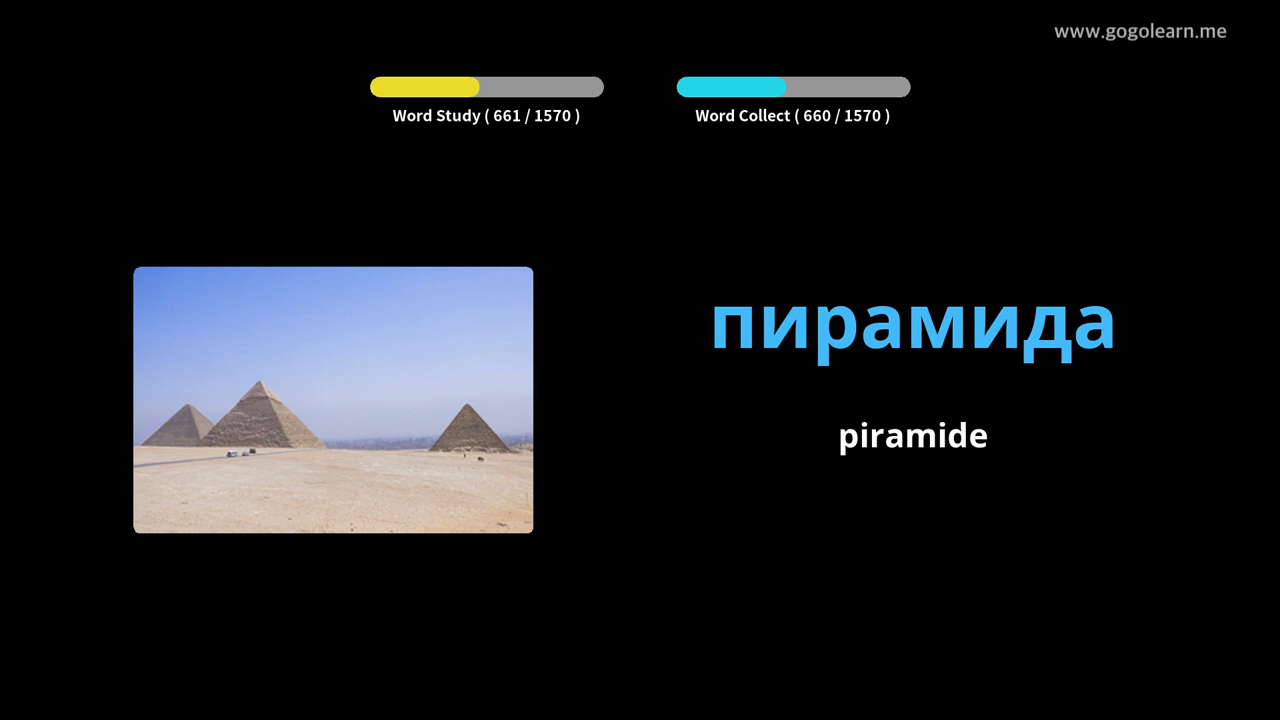 www.gogolearn.me
Word Study ( 661 / 1570 )
Word Collect ( 660 / 1570 )
пирамида
piramide